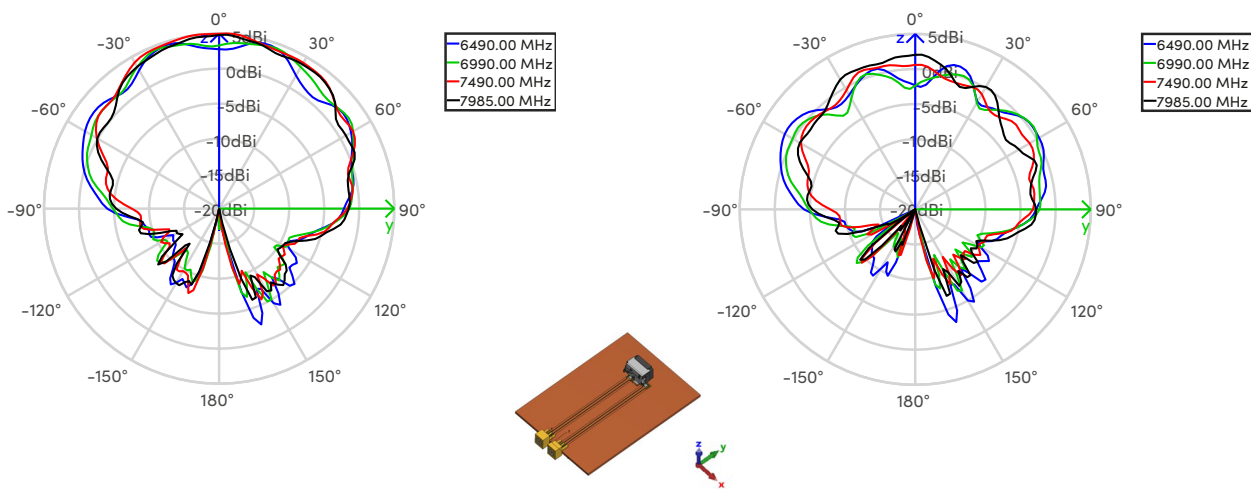 0°
z
5dBi
-30°
30°
0dBi
-60°
60°
-5dBi
-10dBi
-15dBi
-90°
-20dBi
90°
y
-120°
120°
-150°
150°
180°
6490.00 MHz
6990.00 MHz
7490.00 MHz
7985.00 MHz
0°
z
5dBi
-30°
30°
0dBi
-60°
60°
-5dBi
-10dBi
-15dBi
-90°
-20dBi
90°
y
-120°
120°
-150°
150°
180°
6490.00 MHz
6990.00 MHz
7490.00 MHz
7985.00 MHz
z
y
x